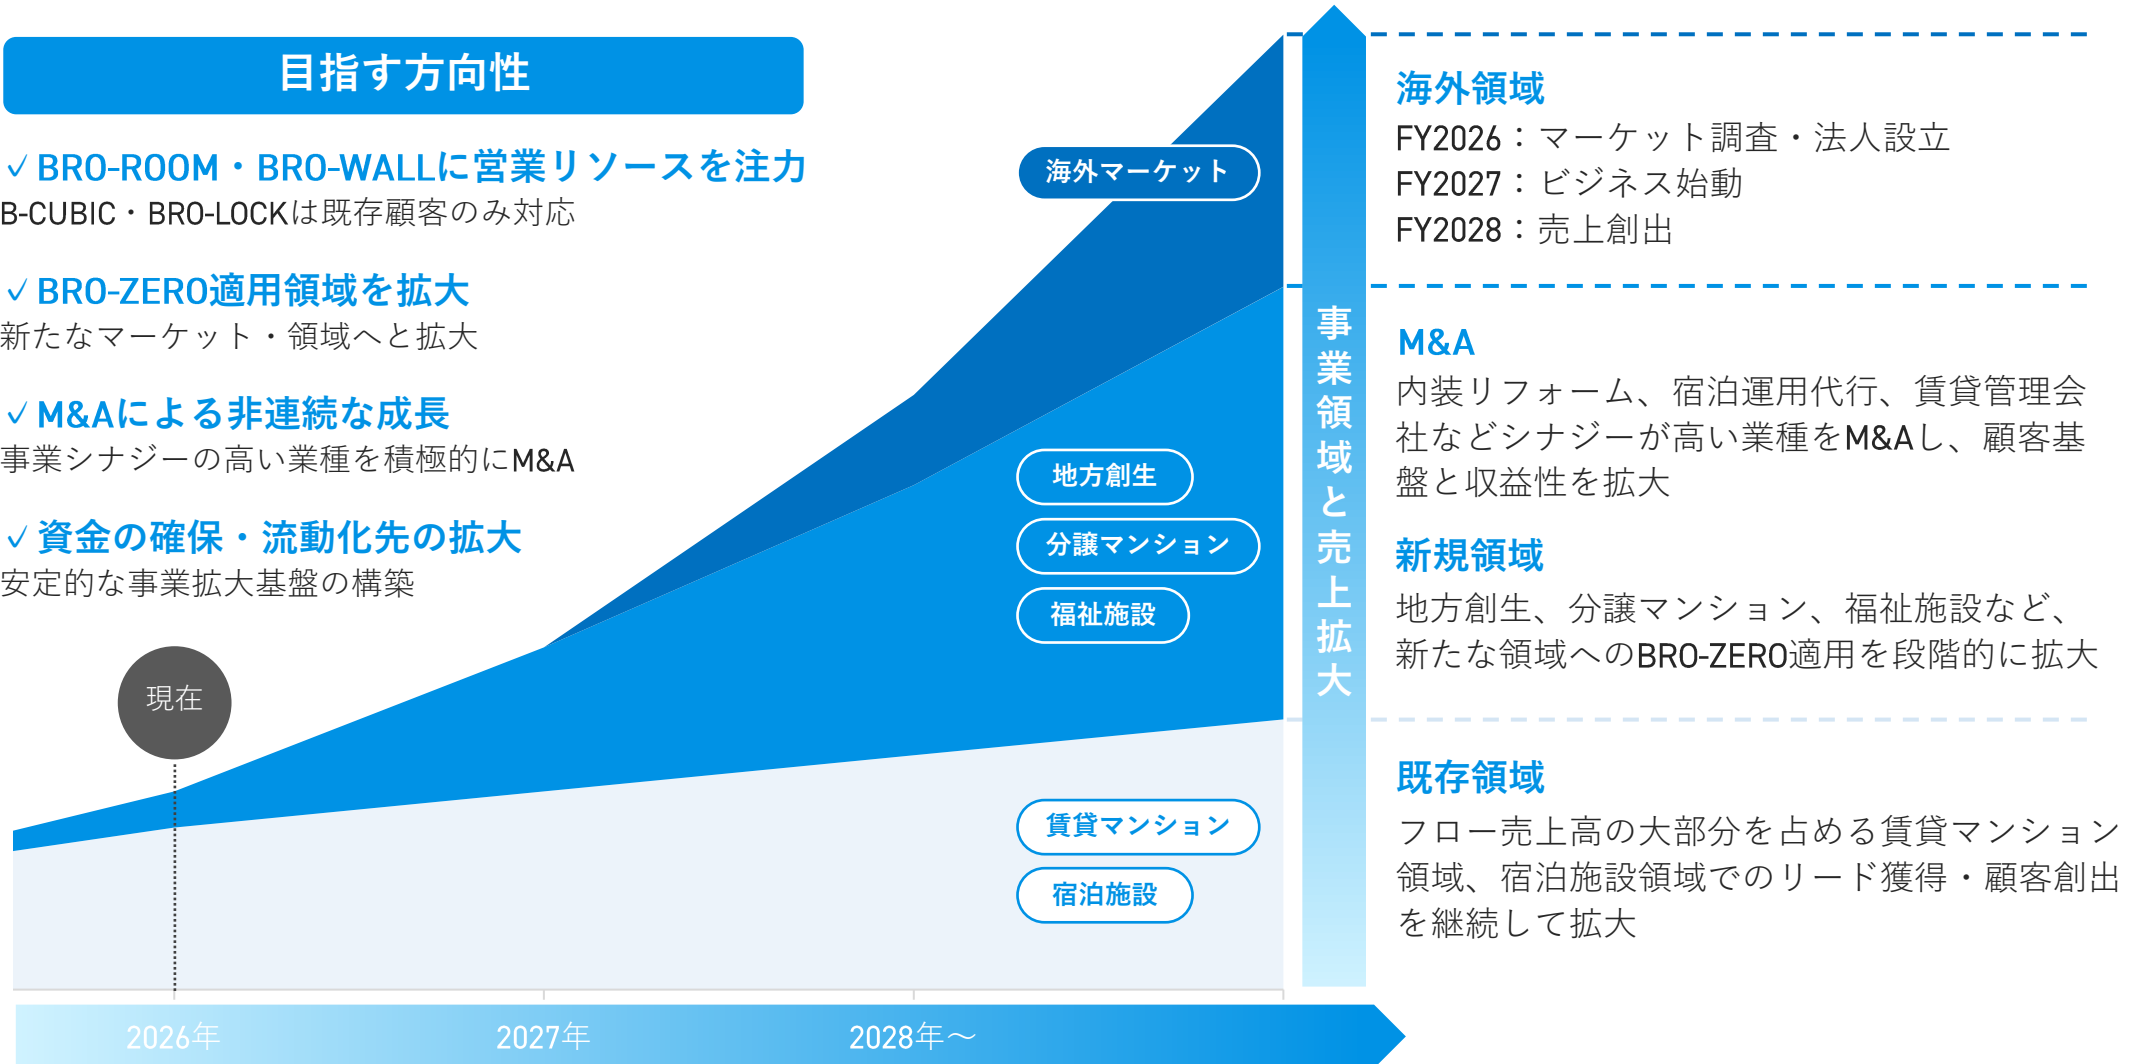 目指す方向性
✓BRO-ROOM・BRO-WALLに営業リソースを注力
B-CUBIC・BRO-LOCKは既存顧客のみ対応
✓BRO-ZERO適用領域を拡大
新たなマーケット・領域へと拡大
✓M&Aによる非連続な成長
事業シナジーの高い業種を積極的にM&A
✓資金の確保・流動化先の拡大
安定的な事業拡大基盤の構築
現在
海外マーケット
地方創生
分譲マンション
福祉施設
賃貸マンション
宿泊施設
2026年
2027年
2028年～
事業領域と売上拡大
海外領域
FY2026：マーケット調査・法人設立
FY2027：ビジネス始動
FY2028：売上創出
M&A
内装リフォーム、宿泊運用代行、賃貸管理会
社などシナジーが高い業種をM&Aし、顧客基
盤と収益性を拡大
新規領域
地方創生、分譲マンション、福祉施設など、
新たな領域へのBRO-ZERO適用を段階的に拡大
既存領域
フロー売上高の大部分を占める賃貸マンション
領域、宿泊施設領域でのリード獲得・顧客創出
を継続して拡大